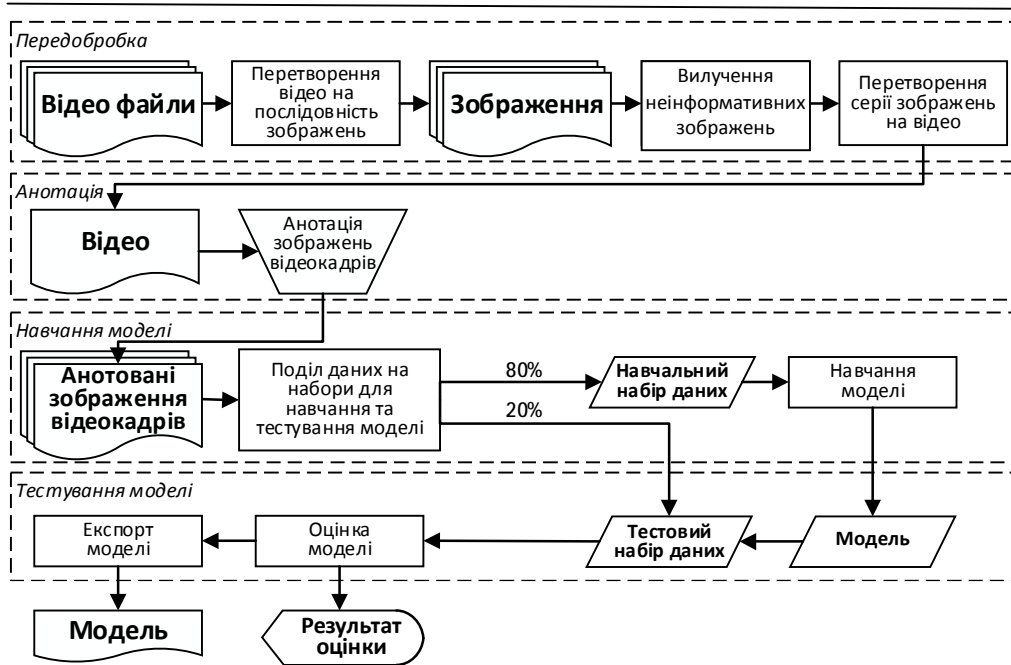 Передобробка
Відео файли
Перетворення
відео на
послідовність
зображень
Зображення
Вилучення
неінформативних
зображень
Перетворення
серії зображень
на відео
Анотація
Відео
Анотація
зображень
відеокадрів
Навчання моделі
Анотовані
зображення
відеокадрів
Поділ даних на
набори для
навчання та
тестування моделі
80%
20%
Навчальний
набір даних
Навчання
моделі
Тестування моделі
Експорт
моделі
Оцінка
моделі
Тестовий
набір даних
Модель
Модель
Результат
оцінки